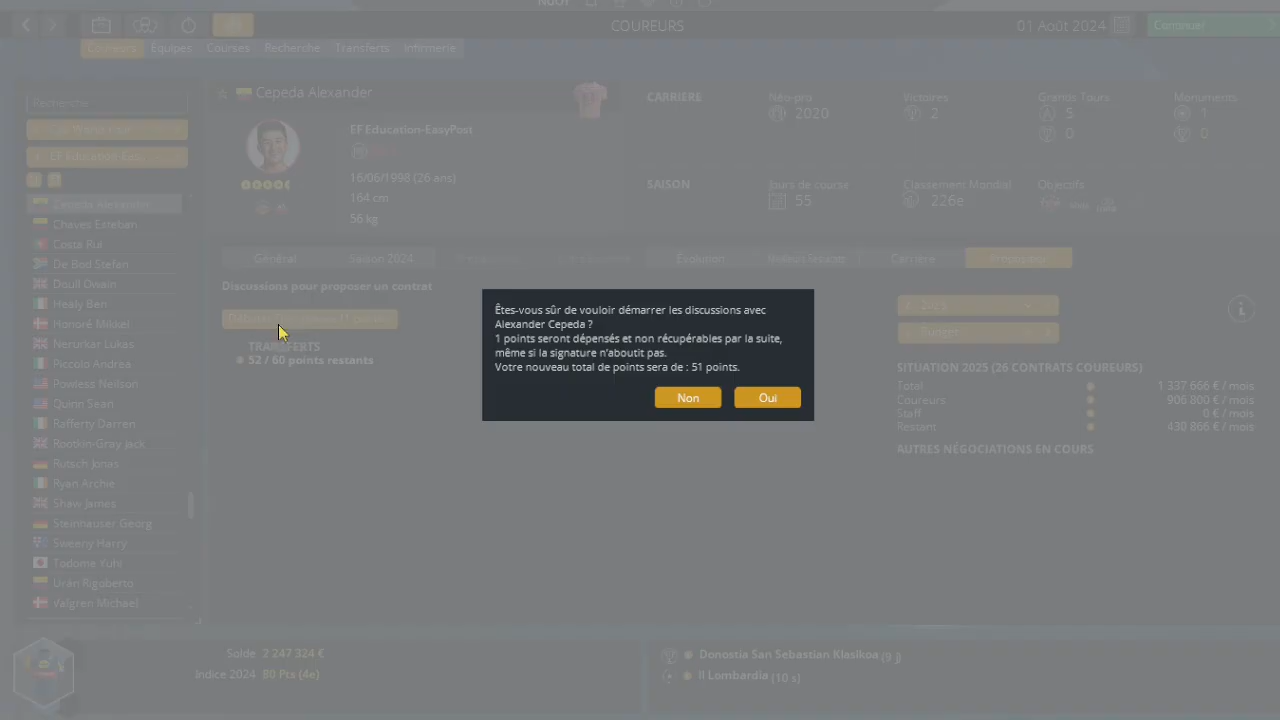 COUREURS
01 Août 2024
Continuer
Coureurs
Equipes
Courses
Recherche
Transferts
Infirmerie
Recherche
Cepeda Alexander
Chaves Esteban
Costa Rui
De Bod Stefan
Doull Owain
Healy Ben
Honoré Mikkel
Nerurkar Lukas
Piccolo Andrea
Powless Neilson
Quinn Sean
Rafferty Darren
Rootkin-Gray Jack
Rutsch Jonas
Ryan Archie
Shaw James
Steinhauser Georg
Sweany Harry
Todome Yuhi
Uran Rigoberto
Valgren Michael
Cepeda Alexander
EF Education-EasyPost
16/06/1998 (26 ans)
164 cm
56 kg
CARRIERE
Néo-pro
2020
Victoires
2
Grands Tours
5
0
Monuments
1
0
SAISON
Jours de course
55
Classement Mondial
226e
Objectifs
Général
Saison 2024
Evolution
Meilleurs résultats
Carrière
Discussions pour proposer un contrat
TRANSFERTS
52 / 60 points restants
Êtes-vous sûr de vouloir démarrer les discussions avec
Alexander Cepeda ?
1 points seront dépensés et non récupérables par la suite,
même si la signature n'aboutit pas.
Votre nouveau total de points sera de : 51 points.
Non
Oui
Budget
SITUATION 2025 (26 CONTRATS COUREURS)
Total 1 337 666 € / mois
Coureurs 906 800 € / mois
Staff 0 € / mois
Restant 430 866 € / mois
AUTRES NÉGOCIATIONS EN COURS
Solde 2 247 324 €
Indice 2024 80 Pts (4e)
Donostia San Sebastian Klasikoa (9 j)
Il Lombardia (10 s)